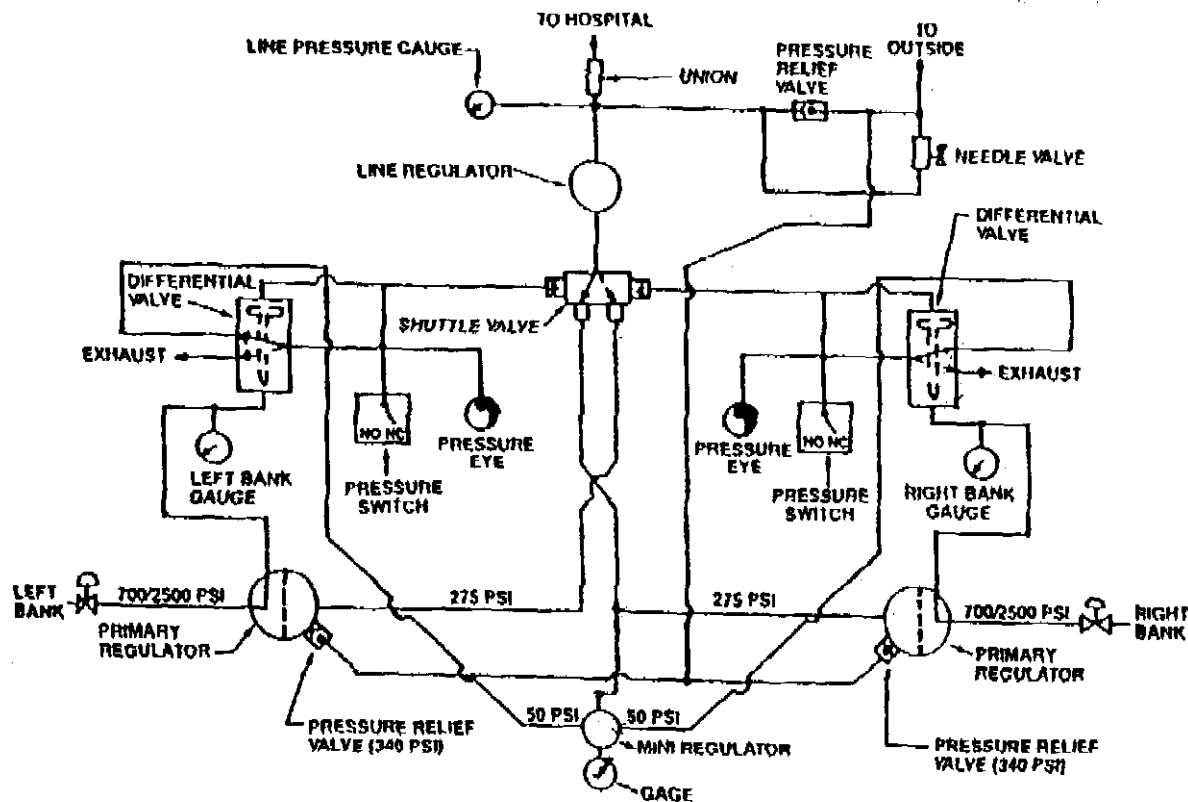 TO HOSPITAL
LINE PRESSURE GAUGE
UNION
PRESSURE
RELIEF
VALVE
TO
OUTSIDE
LINE REGULATOR
NEEDLE VALVE
DIFFERENTIAL
VALVE
DIFFERENTIAL
VALVE
SHUTTLE VALVE
EXHAUST
EXHAUST
NO NC
NO NC
PRESSURE
EYE
PRESSURE
EYE
LEFT BANK
GAUGE
PRESSURE
SWITCH
PRESSURE
SWITCH
RIGHT BANK
GAUGE
LEFT
BANK
700/2500 PSI
275 PSI
275 PSI
700/2500 PSI
RIGHT
BANK
PRIMARY
REGULATOR
PRIMARY
REGULATOR
50 PSI
50 PSI
PRESSURE RELIEF
VALVE (340 PSI)
MINI REGULATOR
PRESSURE RELIEF
VALVE (340 PSI)
GAGE